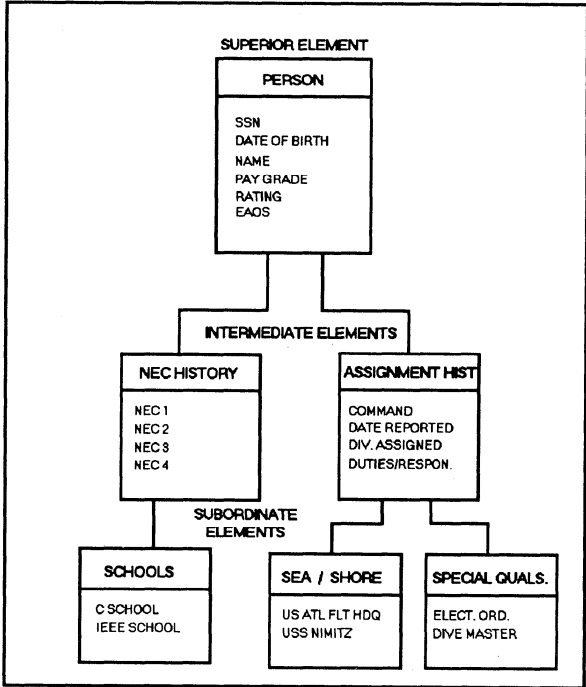 SUPERIOR ELEMENT
PERSON
SSN
DATE OF BIRTH
NAME
PAY GRADE
RATING
EAOS
INTERMEDIATE ELEMENTS
NEC HISTORY
NEC 1
NEC 2
NEC 3
NEC 4
ASSIGNMENT HIST
COMMAND
DATE REPORTED
DIV. ASSIGNED
DUTIES/RESPON.
SUBORDINATE
ELEMENTS
SCHOOLS
C SCHOOL
IEEE SCHOOL
SEA / SHORE
US ATL FLT HDQ
USS NIMITZ
SPECIAL QUALS.
ELECT. ORD.
DIVE MASTER